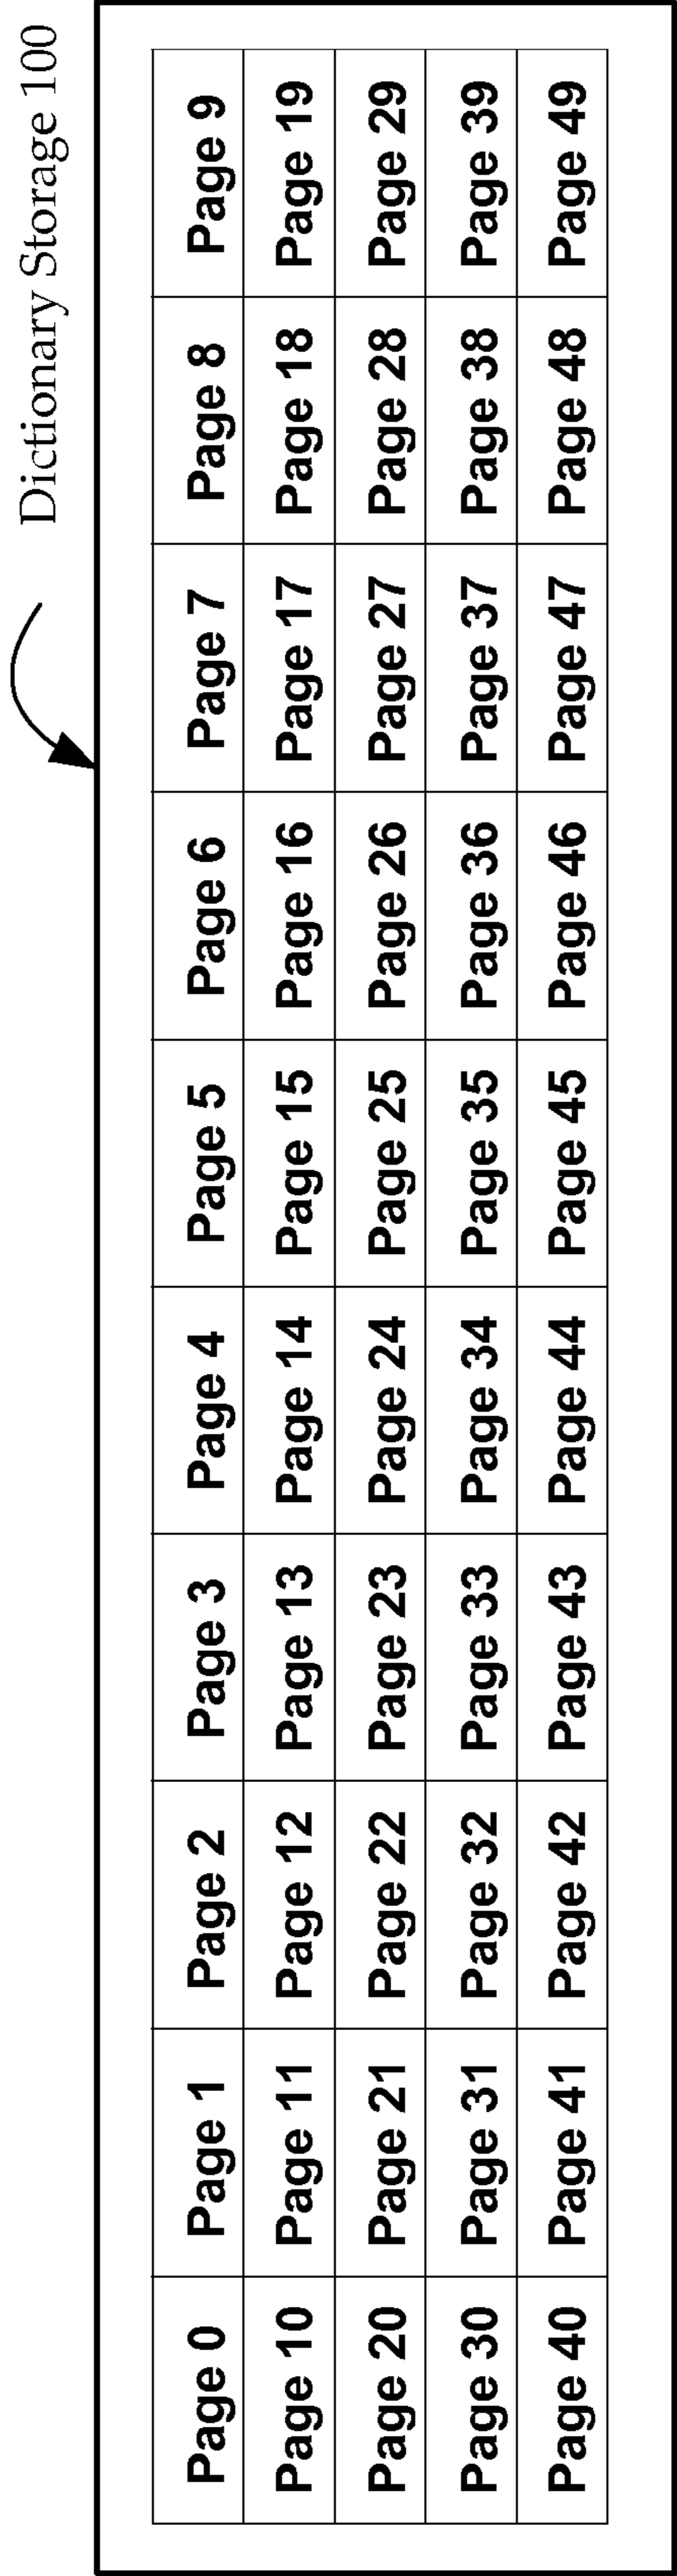 Dictionary Storage 100
Page 0 Page 1 Page 2 Page 3 Page 4 Page 5 Page 6 Page 7 Page 8 Page 9
Page 10 Page 11 Page 12 Page 13 Page 14 Page 15 Page 16 Page 17 Page 18 Page 19
Page 20 Page 21 Page 22 Page 23 Page 24 Page 25 Page 26 Page 27 Page 28 Page 29
Page 30 Page 31 Page 32 Page 33 Page 34 Page 35 Page 36 Page 37 Page 38 Page 39
Page 40 Page 41 Page 42 Page 43 Page 44 Page 45 Page 46 Page 47 Page 48 Page 49